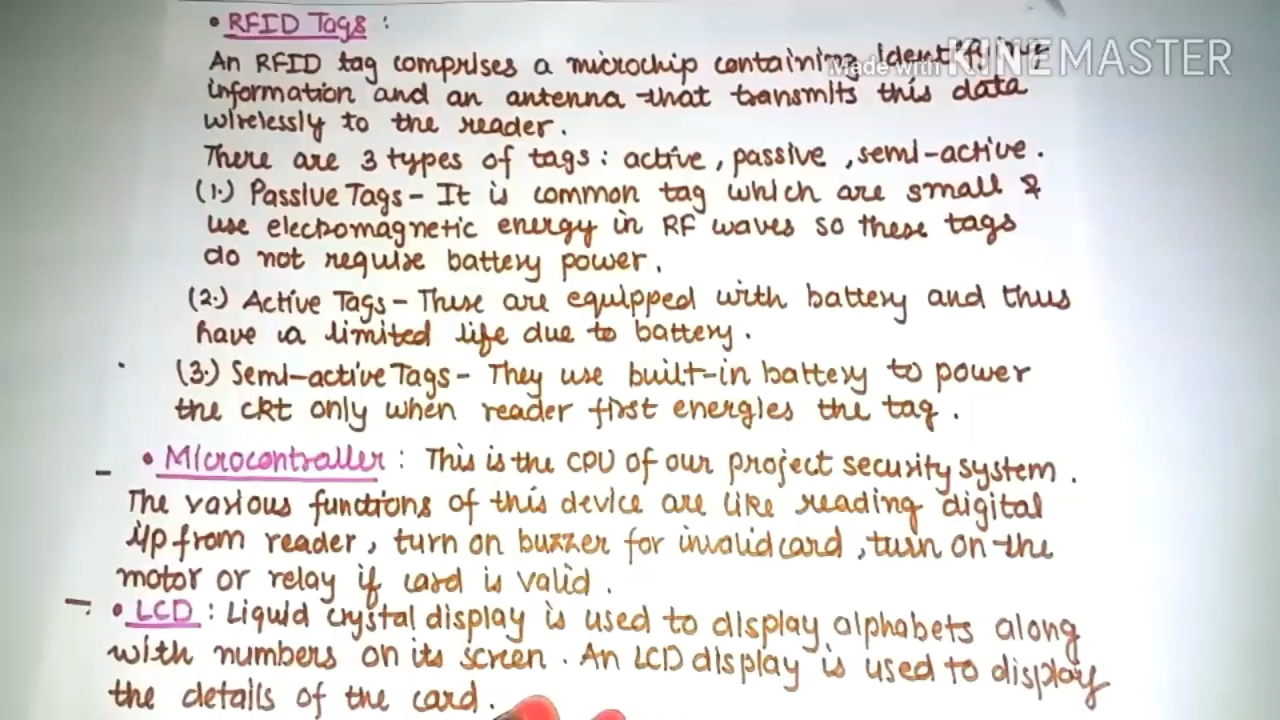 • RFID Tags :
An RFID tag comprises a microchip containing identifying
Made with KINEMASTER
information and an antenna that transmits this data
wirelessly to the reader.
There are 3 types of tags : active, passive, semi-active.
(1.) Passive Tags - It is common tag which are small &
use electromagnetic energy in RF waves so these tags
do not require battery power.
(2.) Active Tags - These are equipped with battery and thus
have a limited life due to battery.
(3.) Semi-active Tags - They use built-in battery to power
the ckt only when reader first energies the tag.
• Microcontroller : This is the CPU of our project security system.
The various functions of this device are like reading digital
i/p from reader, turn on buzzer for invalid card, turn on the
motor or relay if card is valid.
• LCD : Liquid crystal display is used to display alphabets along
with numbers on its screen. An LCD display is used to display
the details of the card.